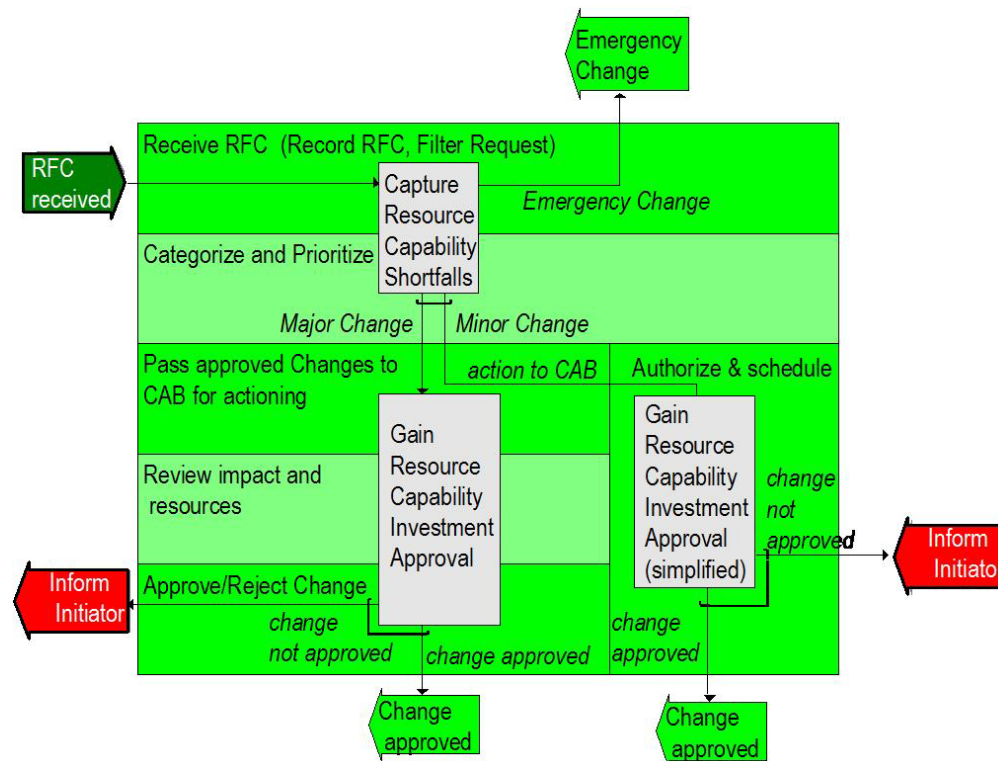 Emergency
Change
Receive RFC (Record RFC, Filter Request)
RFC
received
Capture
Resource
Capability
Shortfalls
Emergency Change
Categorize and Prioritize
Major Change
Minor Change
Pass approved Changes to
CAB for actioning
action to CAB
Authorize & schedule
Gain
Resource
Capability
Investment
Approval
Gain
Resource
Capability
Investment
Approval
(simplified)
change
not
approved
Review impact and
resources
Inform
Initiato
Approve/Reject Change
Inform
Initiator
change
not approved
change approved
change
approved
Change
approved
Change
approved